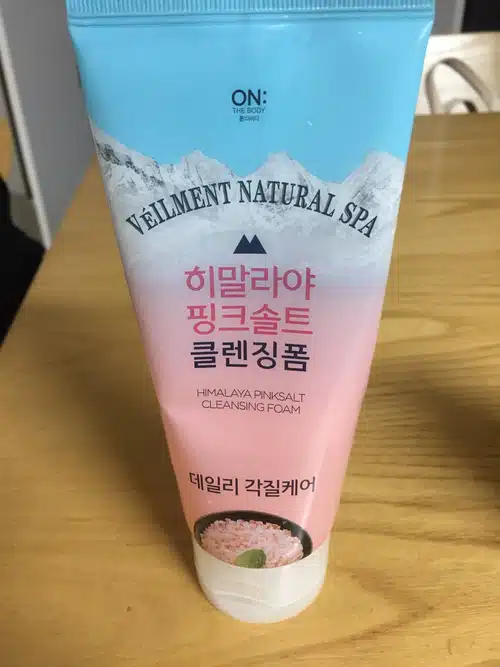 ON:
THE BODY
온더바디
VEILMENT NATURAL SPA
히말라야
핑크솔트
클렌징폼
HIMALAYA PINKSALT
CLEANSING FOAM
데일리 각질케어